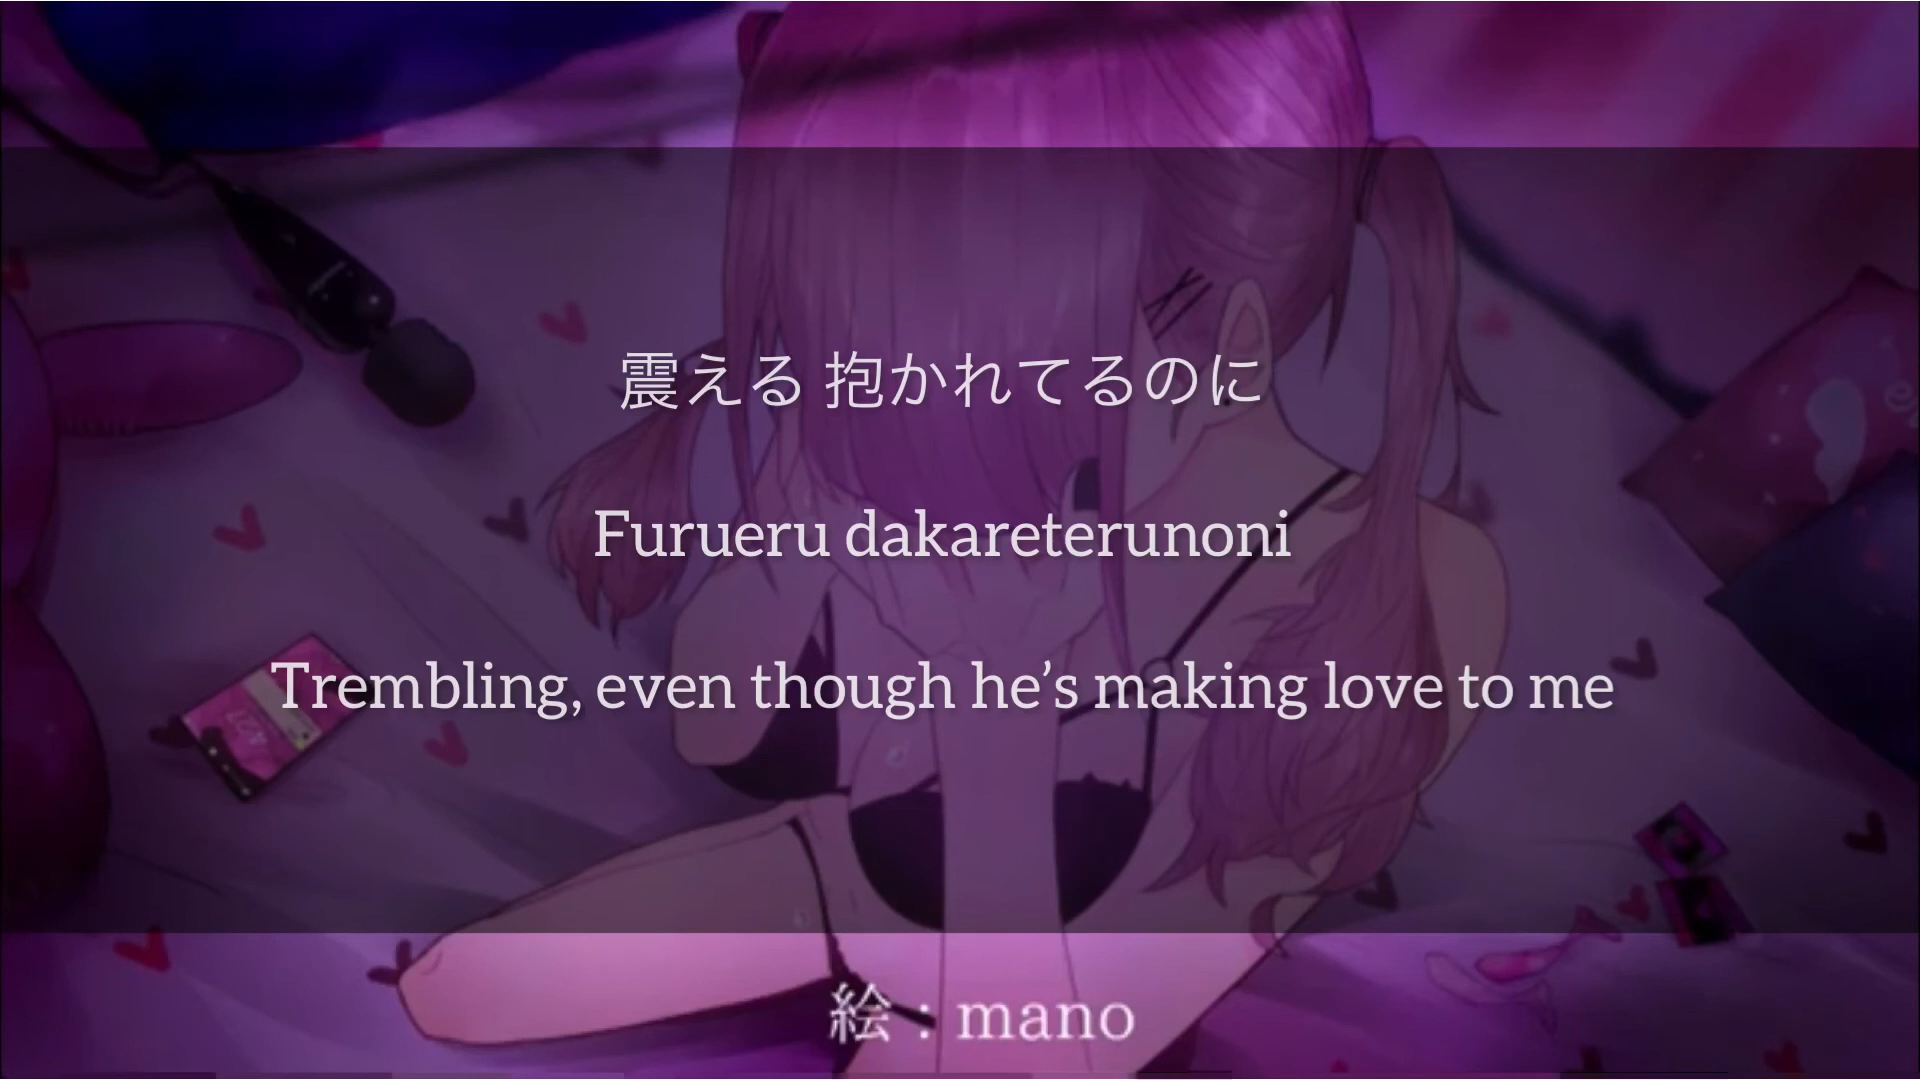 震える 抱かれてるのに
Furueru dakareterunoni
Trembling, even though he’s making love to me
絵：mano